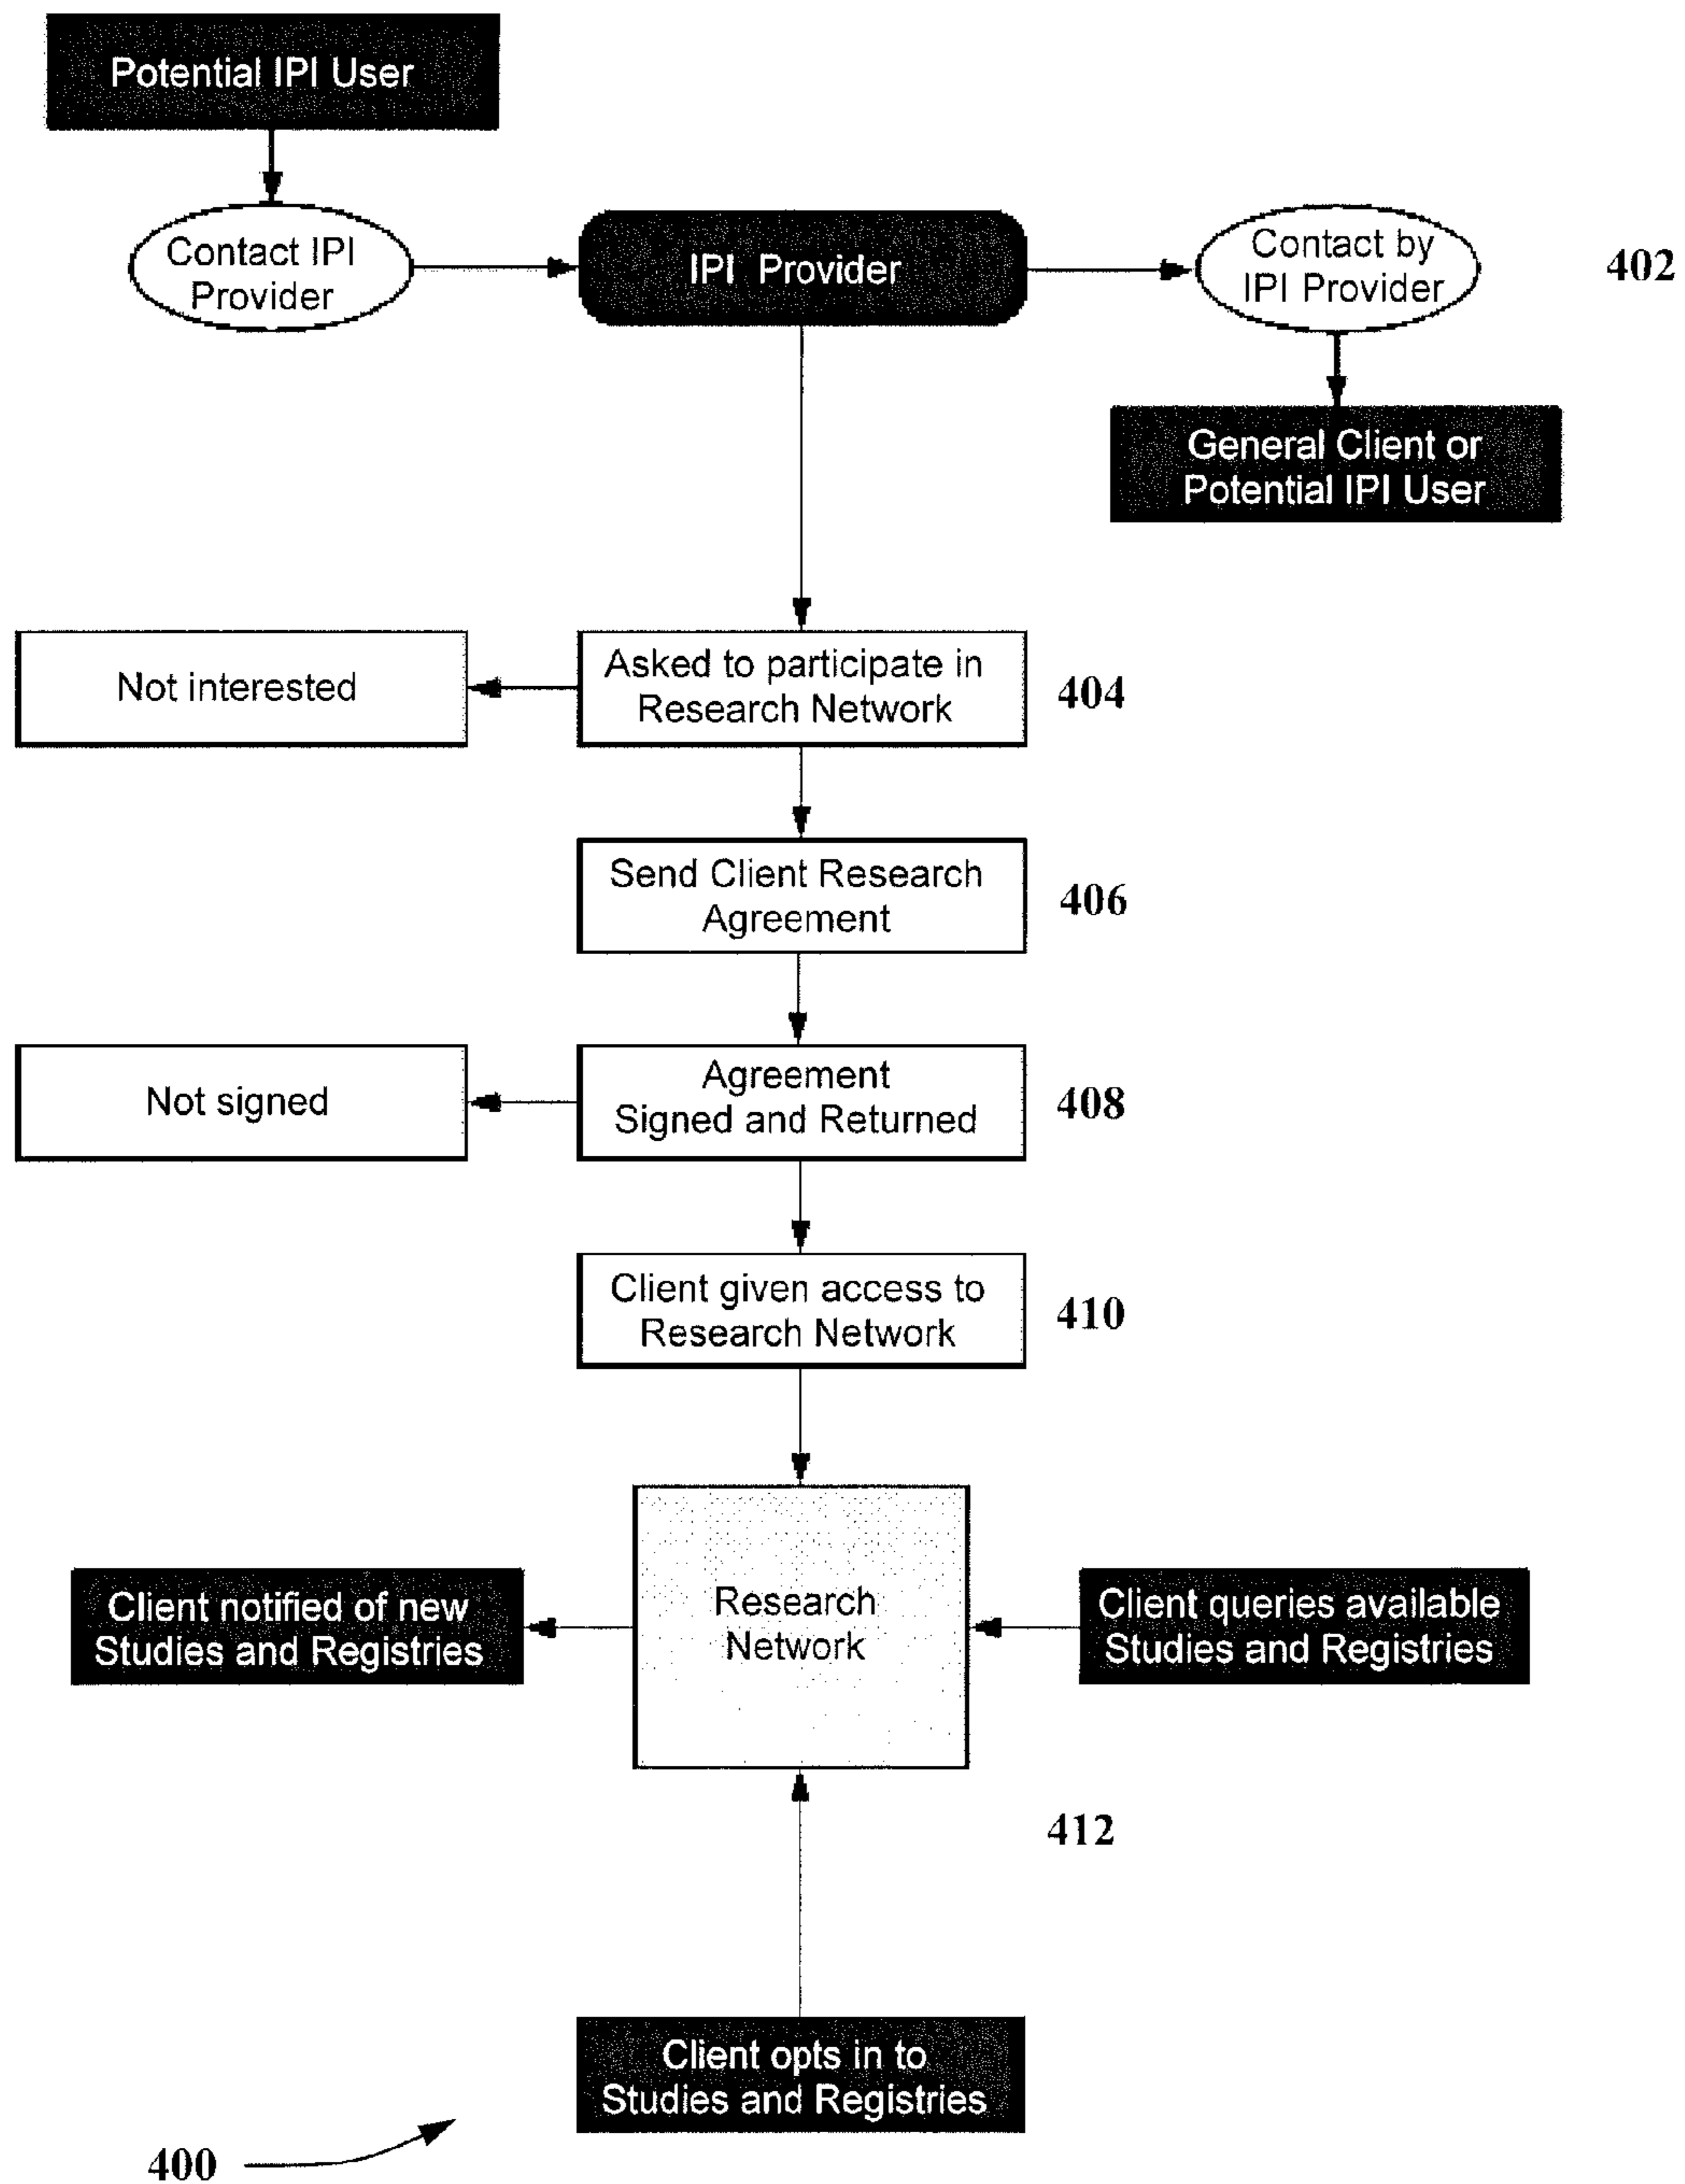 Potential IPI User
Contact IPI
Provider
IPI Provider
Contact by
IPI Provider
402
General Client or
Potential IPI User
Not interested
Asked to participate in
Research Network
404
Send Client Research
Agreement
406
Not signed
Agreement
Signed and Returned
408
Client given access to
Research Network
410
Client notified of new
Studies and Registries
Research
Network
Client queries available
Studies and Registries
412
Client opts in to
Studies and Registries
400